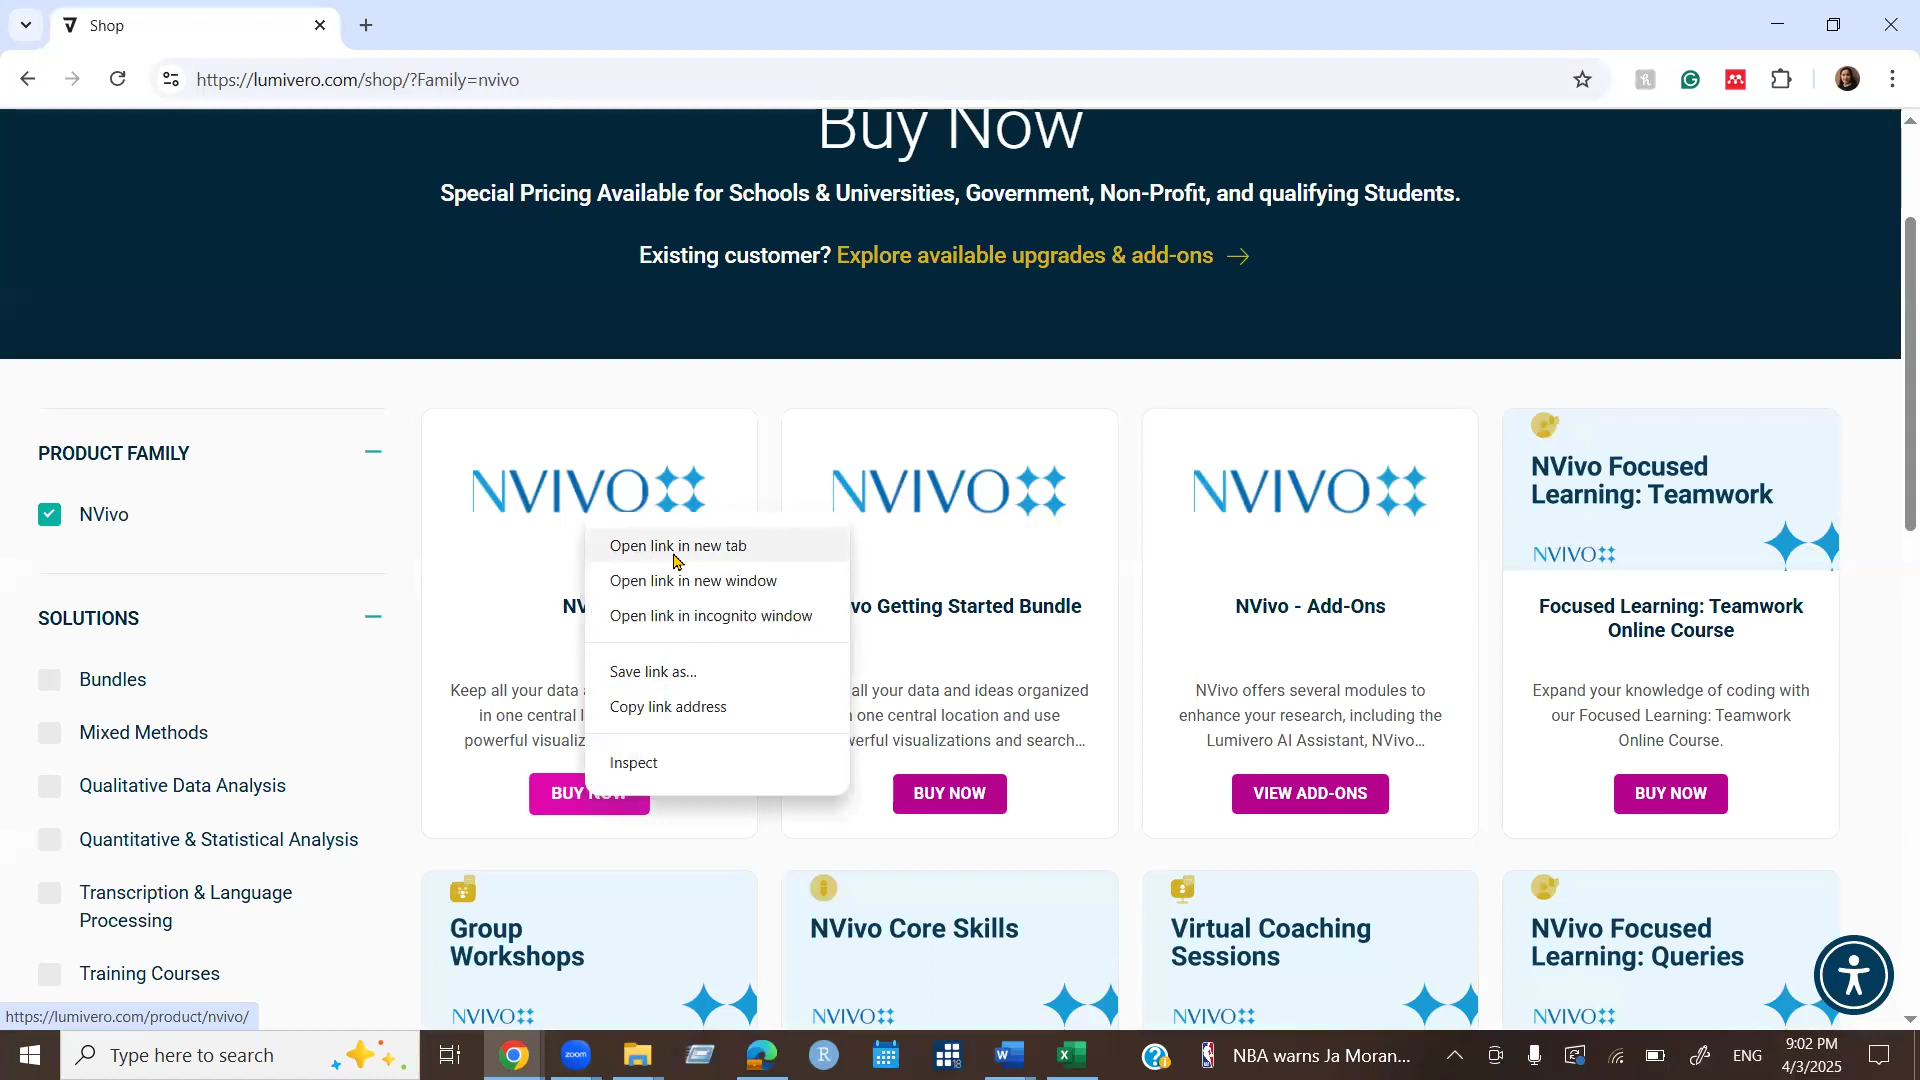 Shop
https://lumivero.com/shop/?Family=nvivo
Buy Now
Special Pricing Available for Schools & Universities, Government, Non-Profit, and qualifying Students.
Existing customer? Explore available upgrades & add-ons →
PRODUCT FAMILY
NVivo
SOLUTIONS
Bundles
Mixed Methods
Qualitative Data Analysis
Quantitative & Statistical Analysis
Transcription & Language
Processing
Training Courses
NVIVO
Keep all your data
in one central
BUY NOW
Open link in new tab
Open link in new window
Open link in incognito window
Save link as...
Copy link address
Inspect
NVIVO
Getting Started Bundle
all your data and ideas organized
one central location and use
visualizations and search...
BUY NOW
NVIVO
NVivo - Add-Ons
NVivo offers several modules to
enhance your research, including the
Lumivero AI Assistant, NVivo...
VIEW ADD-ONS
NVivo Focused
Learning: Teamwork
NVIVO
Focused Learning: Teamwork
Online Course
Expand your knowledge of coding with
our Focused Learning: Teamwork
Online Course.
BUY NOW
Group
Workshops
NVIVO
NVivo Core Skills
NVIVO
Virtual Coaching
Sessions
NVIVO
NVivo Focused
Learning: Queries
NVIVO
https://lumivero.com/product/nvivo/
Type here to search
zoom
R
18
NBA warns Ja Moran...
ENG
9:02 PM
4/3/2025